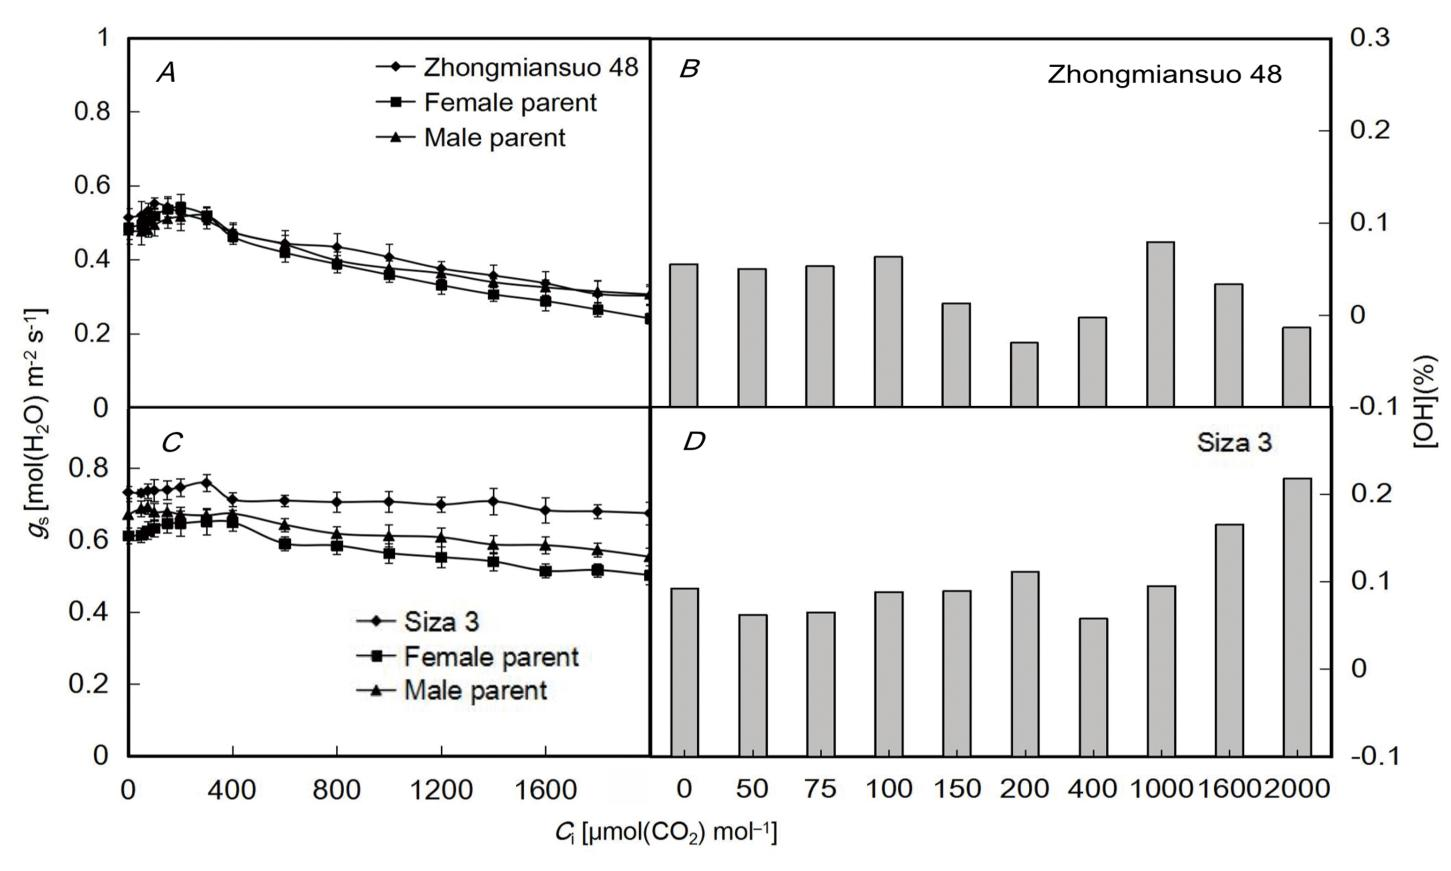 1
0.8
0.6
0.4
0.2
0
A
Zhongmiansuo 48
Female parent
Male parent
B
Zhongmiansuo 48
0.3
0.2
0.1
0
-0.1
gs [mol(H2O) m-2 s-1]
[OH](%)
0.8
0.6
0.4
0.2
0
C
Siza 3
Female parent
Male parent
D
Siza 3
0.2
0.1
0
-0.1
0 400 800 1200 1600
0 50 75 100 150 200 400 1000 1600 2000
Ci [µmol(CO2) mol–1]